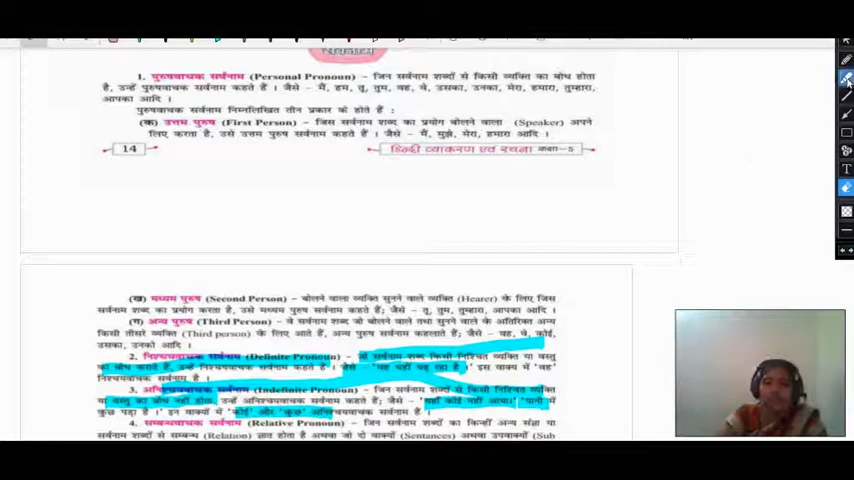 सर्वनाम
1. पुरुषवाचक सर्वनाम (Personal Pronoun) – जिन सर्वनाम शब्दों से किसी व्यक्ति का बोध होता
है, उन्हें पुरुषवाचक सर्वनाम कहते हैं । जैसे – मैं, हम, तू, तुम, वह, वे, उसका, उनका, मेरा, हमारा, तुम्हारा,
आपका आदि ।
पुरुषवाचक सर्वनाम निम्नलिखित तीन प्रकार के होते हैं :
(क) उत्तम पुरुष (First Person) – जिस सर्वनाम शब्द का प्रयोग बोलने वाला (Speaker) अपने
लिए करता है, उसे उत्तम पुरुष सर्वनाम कहते हैं । जैसे – मैं, मुझे, मेरा, हमारा आदि ।
14
हिन्दी व्याकरण एवं रचना कक्षा–5
(ख) मध्यम पुरुष (Second Person) – बोलने वाला व्यक्ति सुनने वाले व्यक्ति (Hearer) के लिए जिस
सर्वनाम शब्द का प्रयोग करता है, उसे मध्यम पुरुष सर्वनाम कहते हैं; जैसे – तू, तुम, तुम्हारा, आपका आदि ।
(ग) अन्य पुरुष (Third Person) – वे सर्वनाम शब्द जो बोलने वाले तथा सुनने वाले के अतिरिक्त अन्य
किसी तीसरे व्यक्ति (Third person) के लिए आते हैं, अन्य पुरुष सर्वनाम कहलाते हैं; जैसे – वह, वे, कोई,
उसका, उनको आदि ।
2. निश्चयवाचक सर्वनाम (Definite Pronoun) – जो सर्वनाम शब्द किसी निश्चित व्यक्ति या वस्तु
का बोध कराते हैं, उन्हें निश्चयवाचक सर्वनाम कहते हैं । जैसे – 'वह यहाँ रहा है ।' इस वाक्य में 'वह'
निश्चयवाचक सर्वनाम है ।
3. अनिश्चयवाचक सर्वनाम (Indefinite Pronoun) – जिन सर्वनाम शब्दों से किसी निश्चित व्यक्ति
या वस्तु का बोध नहीं होता, उन्हें अनिश्चयवाचक सर्वनाम कहते हैं; जैसे – 'यहाँ कोई नहीं आया।' 'पानी में
कुछ पड़ा है ।' इन वाक्यों में 'कोई' और 'कुछ' अनिश्चयवाचक सर्वनाम हैं ।
4. सम्बन्धवाचक सर्वनाम (Relative Pronoun) – जिन सर्वनाम शब्दों का किन्हीं अन्य संज्ञा या
सर्वनाम शब्दों से सम्बन्ध (Relation) ज्ञात होता है अथवा जो दो वाक्यों (Sentences) अथवा उपवाक्यों (Sub